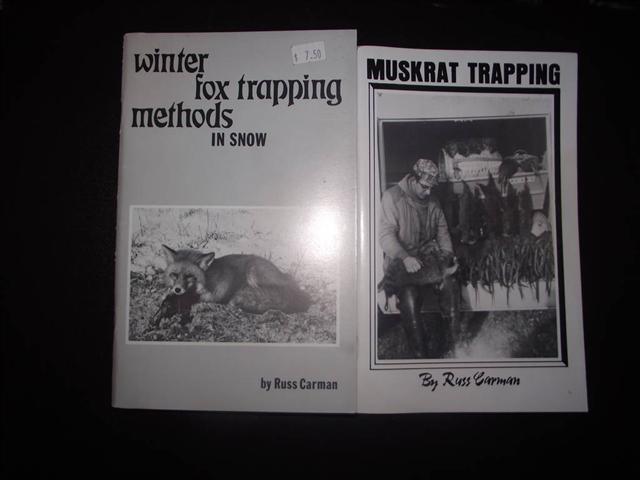 winter
fox trapping
methods
IN SNOW
$ 7.50
by Russ Carman
MUSKRAT TRAPPING
By Russ Carman